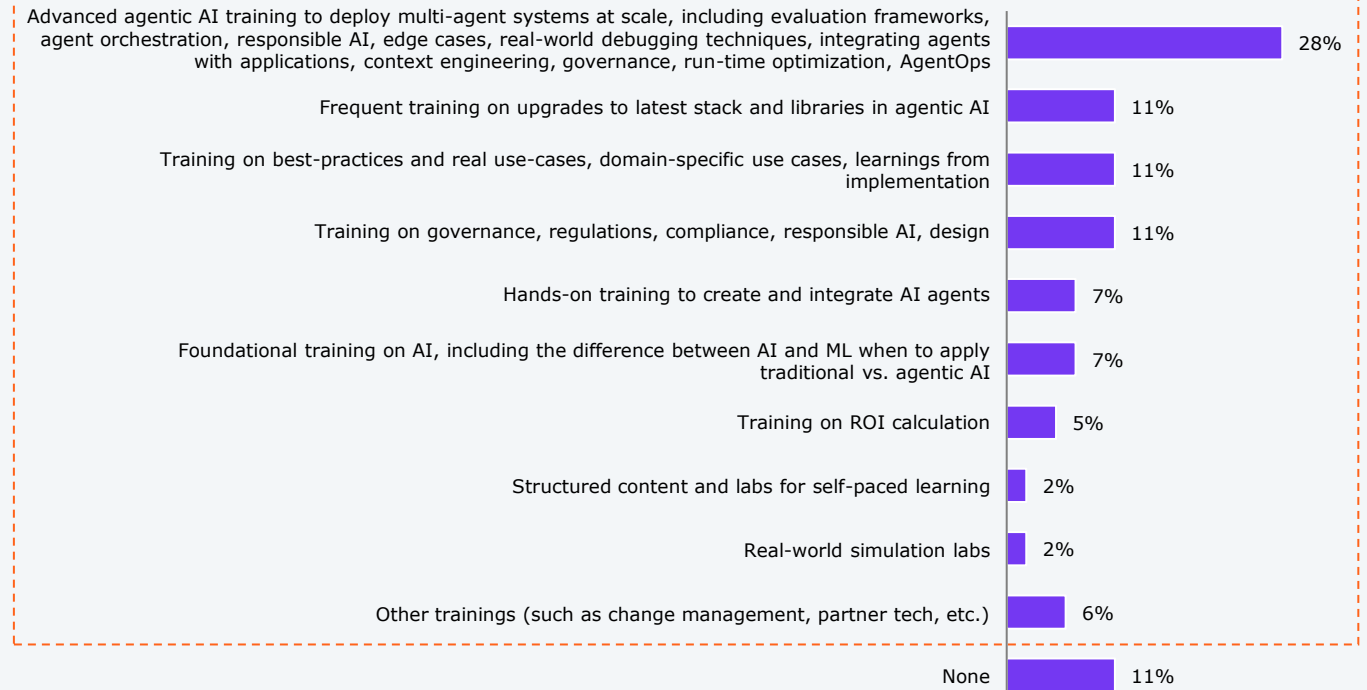 Advanced agentic AI training to deploy multi-agent systems at scale, including evaluation frameworks,
agent orchestration, responsible AI, edge cases, real-world debugging techniques, integrating agents
with applications, context engineering, governance, run-time optimization, AgentOps
28%
Frequent training on upgrades to latest stack and libraries in agentic AI
11%
Training on best-practices and real use-cases, domain-specific use cases, learnings from
implementation
11%
Training on governance, regulations, compliance, responsible AI, design
11%
Hands-on training to create and integrate AI agents
7%
Foundational training on AI, including the difference between AI and ML when to apply
traditional vs. agentic AI
7%
Training on ROI calculation
5%
Structured content and labs for self-paced learning
2%
Real-world simulation labs
2%
Other trainings (such as change management, partner tech, etc.)
6%
None
11%